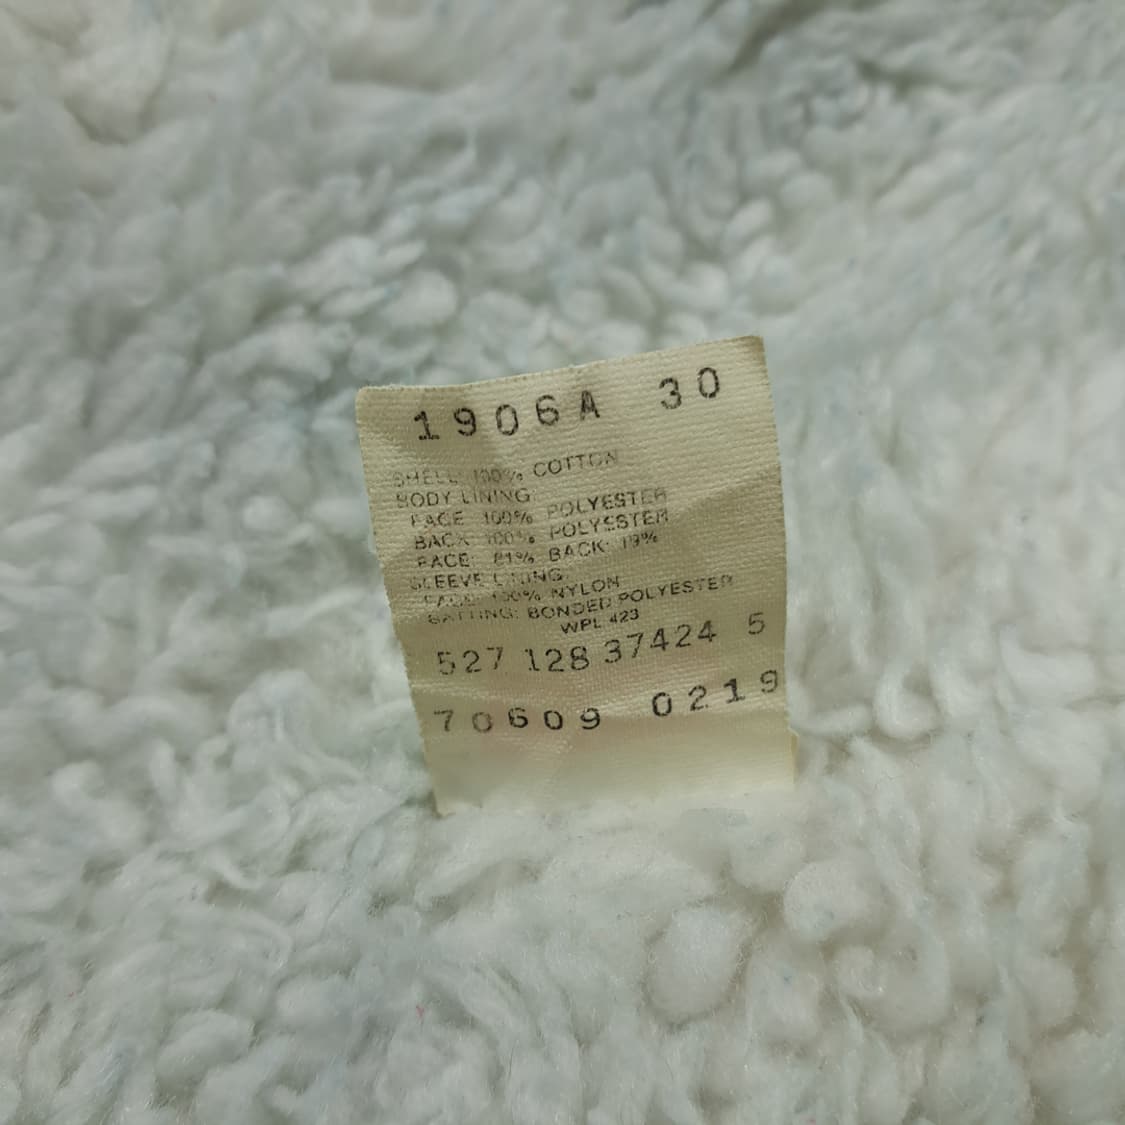 1906A 30
SHELL: 100% COTTON
BODY LINING:
FACE 100% POLYESTER
BACK 100% POLYESTER
FACE: 81% BACK: 19%
SLEEVE LINING
FACE: 100% NYLON
BATTING: BONDED POLYESTER
WPL 423
527 128 37424 5
70609 0219